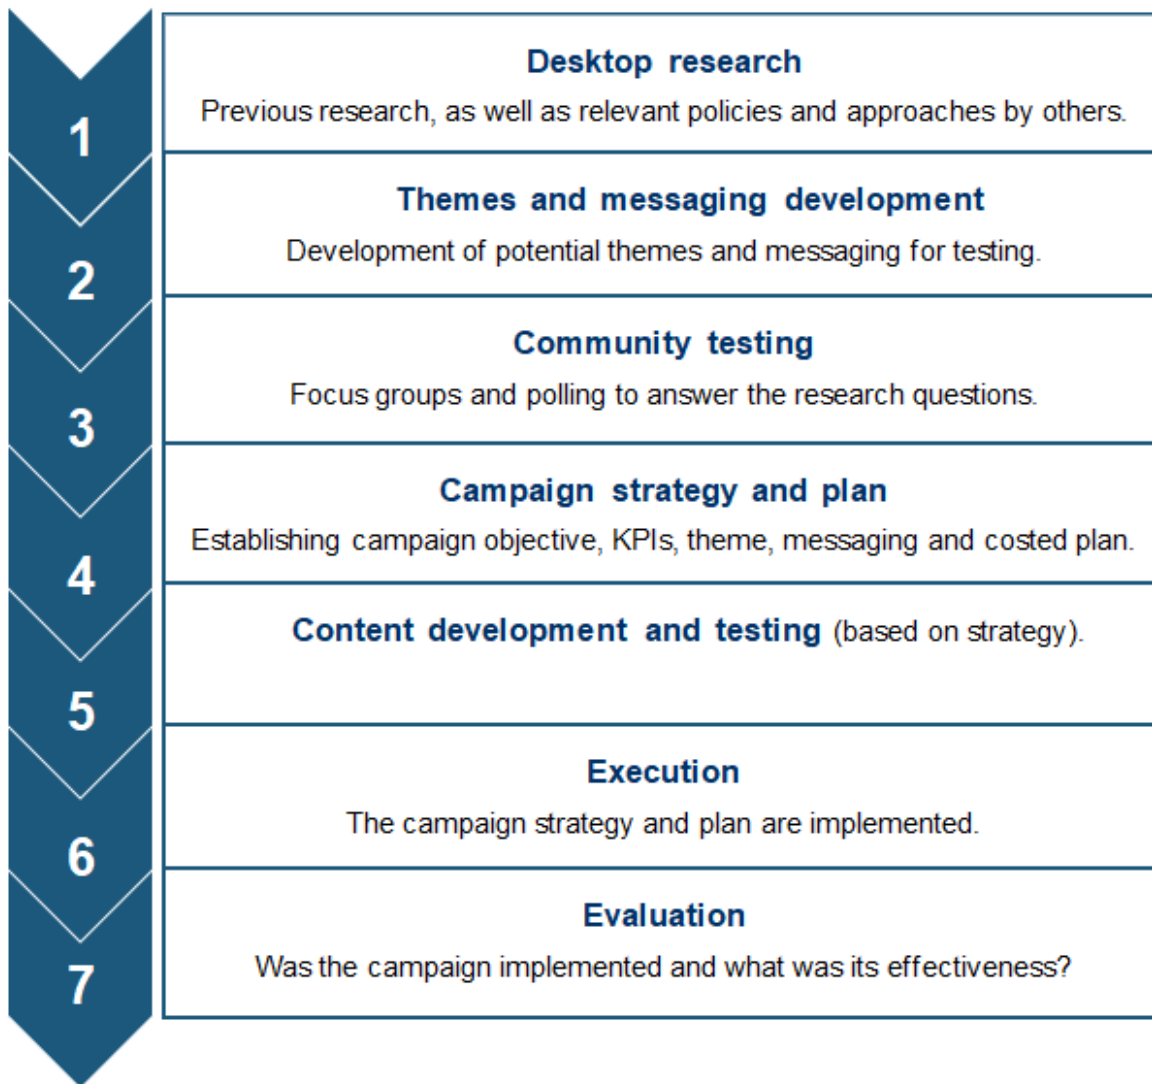 1
Desktop research
Previous research, as well as relevant policies and approaches by others.
2
Themes and messaging development
Development of potential themes and messaging for testing.
3
Community testing
Focus groups and polling to answer the research questions.
4
Campaign strategy and plan
Establishing campaign objective, KPIs, theme, messaging and costed plan.
5
Content development and testing (based on strategy).
6
Execution
The campaign strategy and plan are implemented.
7
Evaluation
Was the campaign implemented and what was its effectiveness?